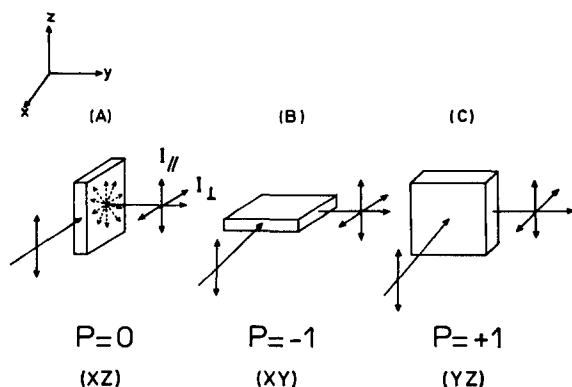 z
y
x
(A) (B) (C)
I//
I⊥
P=0 P=-1 P=+1
(XZ) (XY) (YZ)